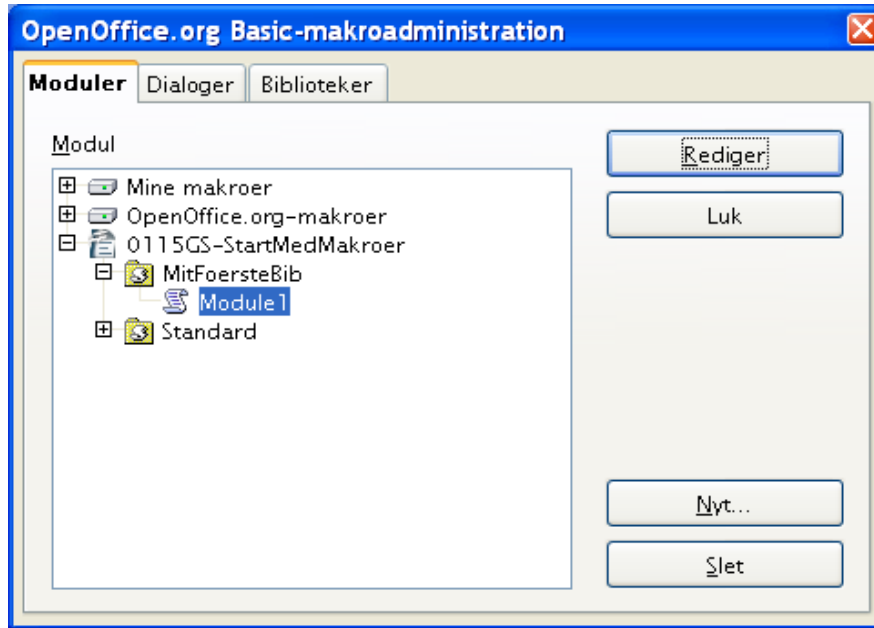 OpenOffice.org Basic-makroadministration
Moduler Dialoger Biblioteker
Modul
Mine makroer
OpenOffice.org-makroer
0115GS-StartMedMakroer
MitFoersteBib
Module1
Standard
Rediger
Luk
Nyt...
Slet